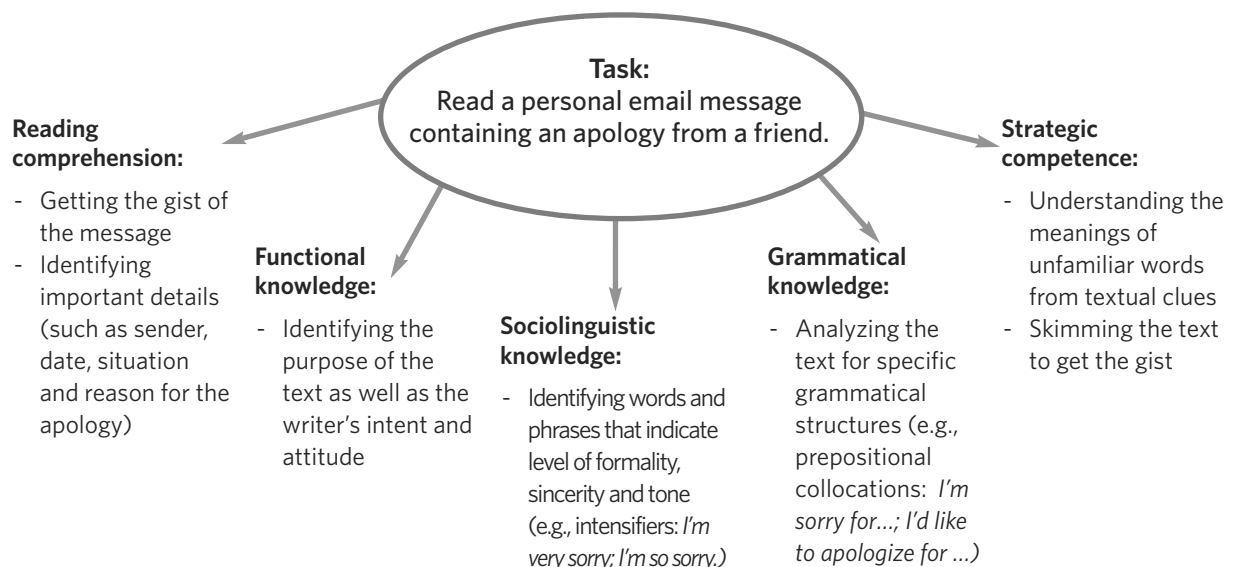 Task:
Read a personal email message
containing an apology from a friend.
Reading
comprehension:
- Getting the gist of
the message
- Identifying
important details
(such as sender,
date, situation
and reason for the
apology)
Functional
knowledge:
- Identifying the
purpose of the
text as well as the
writer’s intent and
attitude
Sociolinguistic
knowledge:
- Identifying words and
phrases that indicate
level of formality,
sincerity and tone
(e.g., intensifiers: I’m
very sorry; I’m so sorry.)
Grammatical
knowledge:
- Analyzing the
text for specific
grammatical
structures (e.g.,
prepositional
collocations: I’m
sorry for...; I’d like
to apologize for ...)
Strategic
competence:
- Understanding the
meanings of
unfamiliar words
from textual clues
- Skimming the text
to get the gist